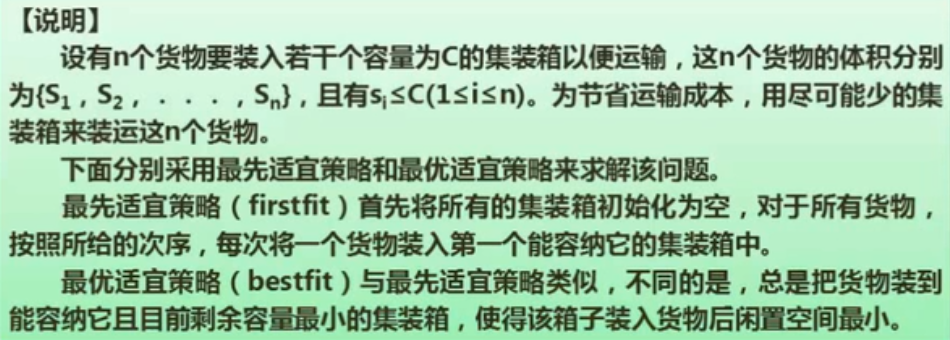 【说明】
设有n个货物要装入若干个容量为C的集装箱以便运输，这n个货物的体积分别
为{S₁，S₂，．．．，Sₙ}，且有sᵢ≤C(1≤i≤n)。为节省运输成本，用尽可能少的集
装箱来装运这n个货物。
下面分别采用最先适宜策略和最优适宜策略来求解该问题。
最先适宜策略（firstfit）首先将所有的集装箱初始化为空，对于所有货物，
按照所给的次序，每次将一个货物装入第一个能容纳它的集装箱中。
最优适宜策略（bestfit）与最先适宜策略类似，不同的是，总是把货物装到
能容纳它且目前剩余容量最小的集装箱，使得该箱子装入货物后闲置空间最小。